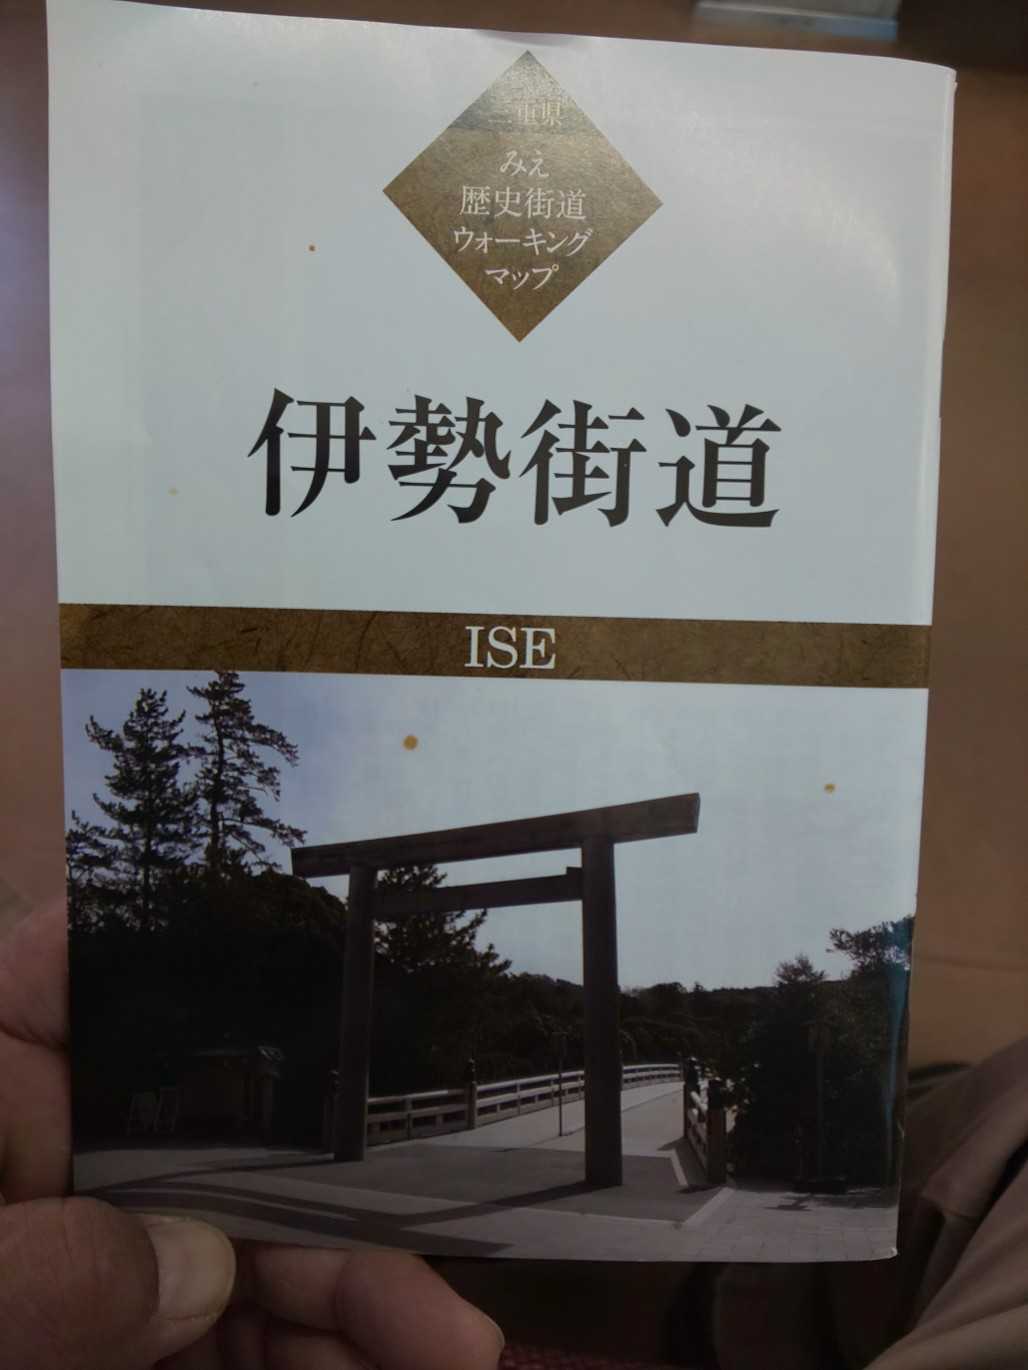 三重県
みえ
歴史街道
ウォーキング
マップ
伊勢街道
ISE